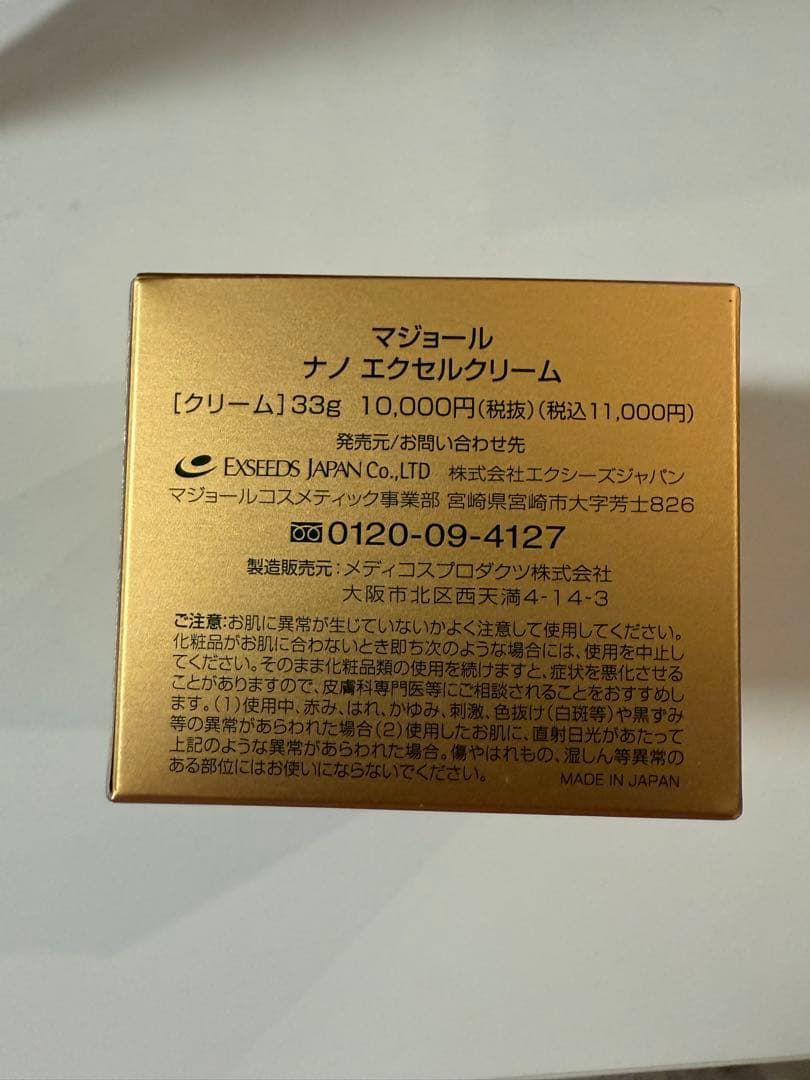 マジョール
ナノ エクセルクリーム
[クリーム]33g 10,000円(税抜)(税込11,000円)
発売元/お問い合わせ先
EXSEEDS JAPAN Co.,LTD 株式会社エクシーズジャパン
マジョールコスメティック事業部 宮崎県宮崎市大字芳士826
0120-09-4127
製造販売元:メディコスプロダクツ株式会社
大阪市北区西天満4-14-3
ご注意:お肌に異常が生じていないかよく注意して使用してください。
化粧品がお肌に合わないとき即ち次のような場合には、使用を中止し
てください。そのまま化粧品類の使用を続けますと、症状を悪化させる
ことがありますので、皮膚科専門医等にご相談されることをおすすめし
ます。(1)使用中、赤み、はれ、かゆみ、刺激、色抜け(白斑等)や黒ずみ
等の異常があらわれた場合(2)使用したお肌に、直射日光があたって
上記のような異常があらわれた場合。傷やはれもの、湿しん等異常の
ある部位にはお使いにならないでください。
MADE IN JAPAN